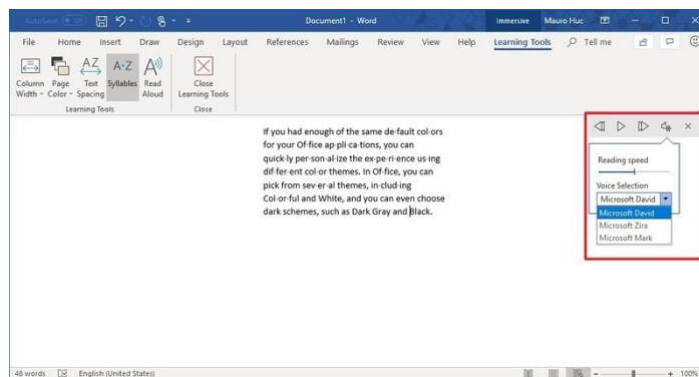 AutoSave Off Document1 - Word Immersive Mauro Huc
File Home Insert Draw Design Layout References Mailings Review View Help Learning Tools Tell me
Column Width Page Color Text Spacing Syllables Read Aloud Close Learning Tools
Learning Tools Close
If you had enough of the same de·fault col·ors
for your Of·fice ap·pli·ca·tions, you can
quick·ly per·son·al·ize the ex·pe·ri·ence us·ing
dif·fer·ent col·or themes. In Of·fice, you can
pick from sev·er·al themes, in·clud·ing
Col·or·ful and White, and you can even choose
dark schemes, such as Dark Gray and Black.
Reading speed
Voice Selection
Microsoft David
Microsoft David
Microsoft Zira
Microsoft Mark
48 words English (United States) 100%